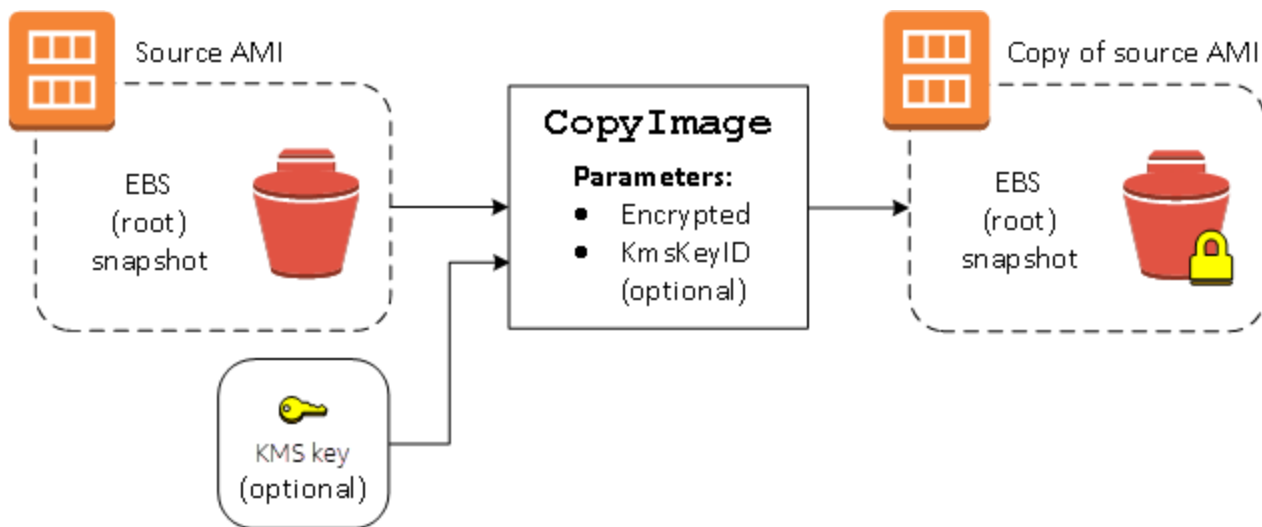 Source AMI
EBS
(root)
snapshot
KMS key
(optional)
CopyImage
Parameters:
● Encrypted
● KmsKeyID
(optional)
Copy of source AMI
EBS
(root)
snapshot